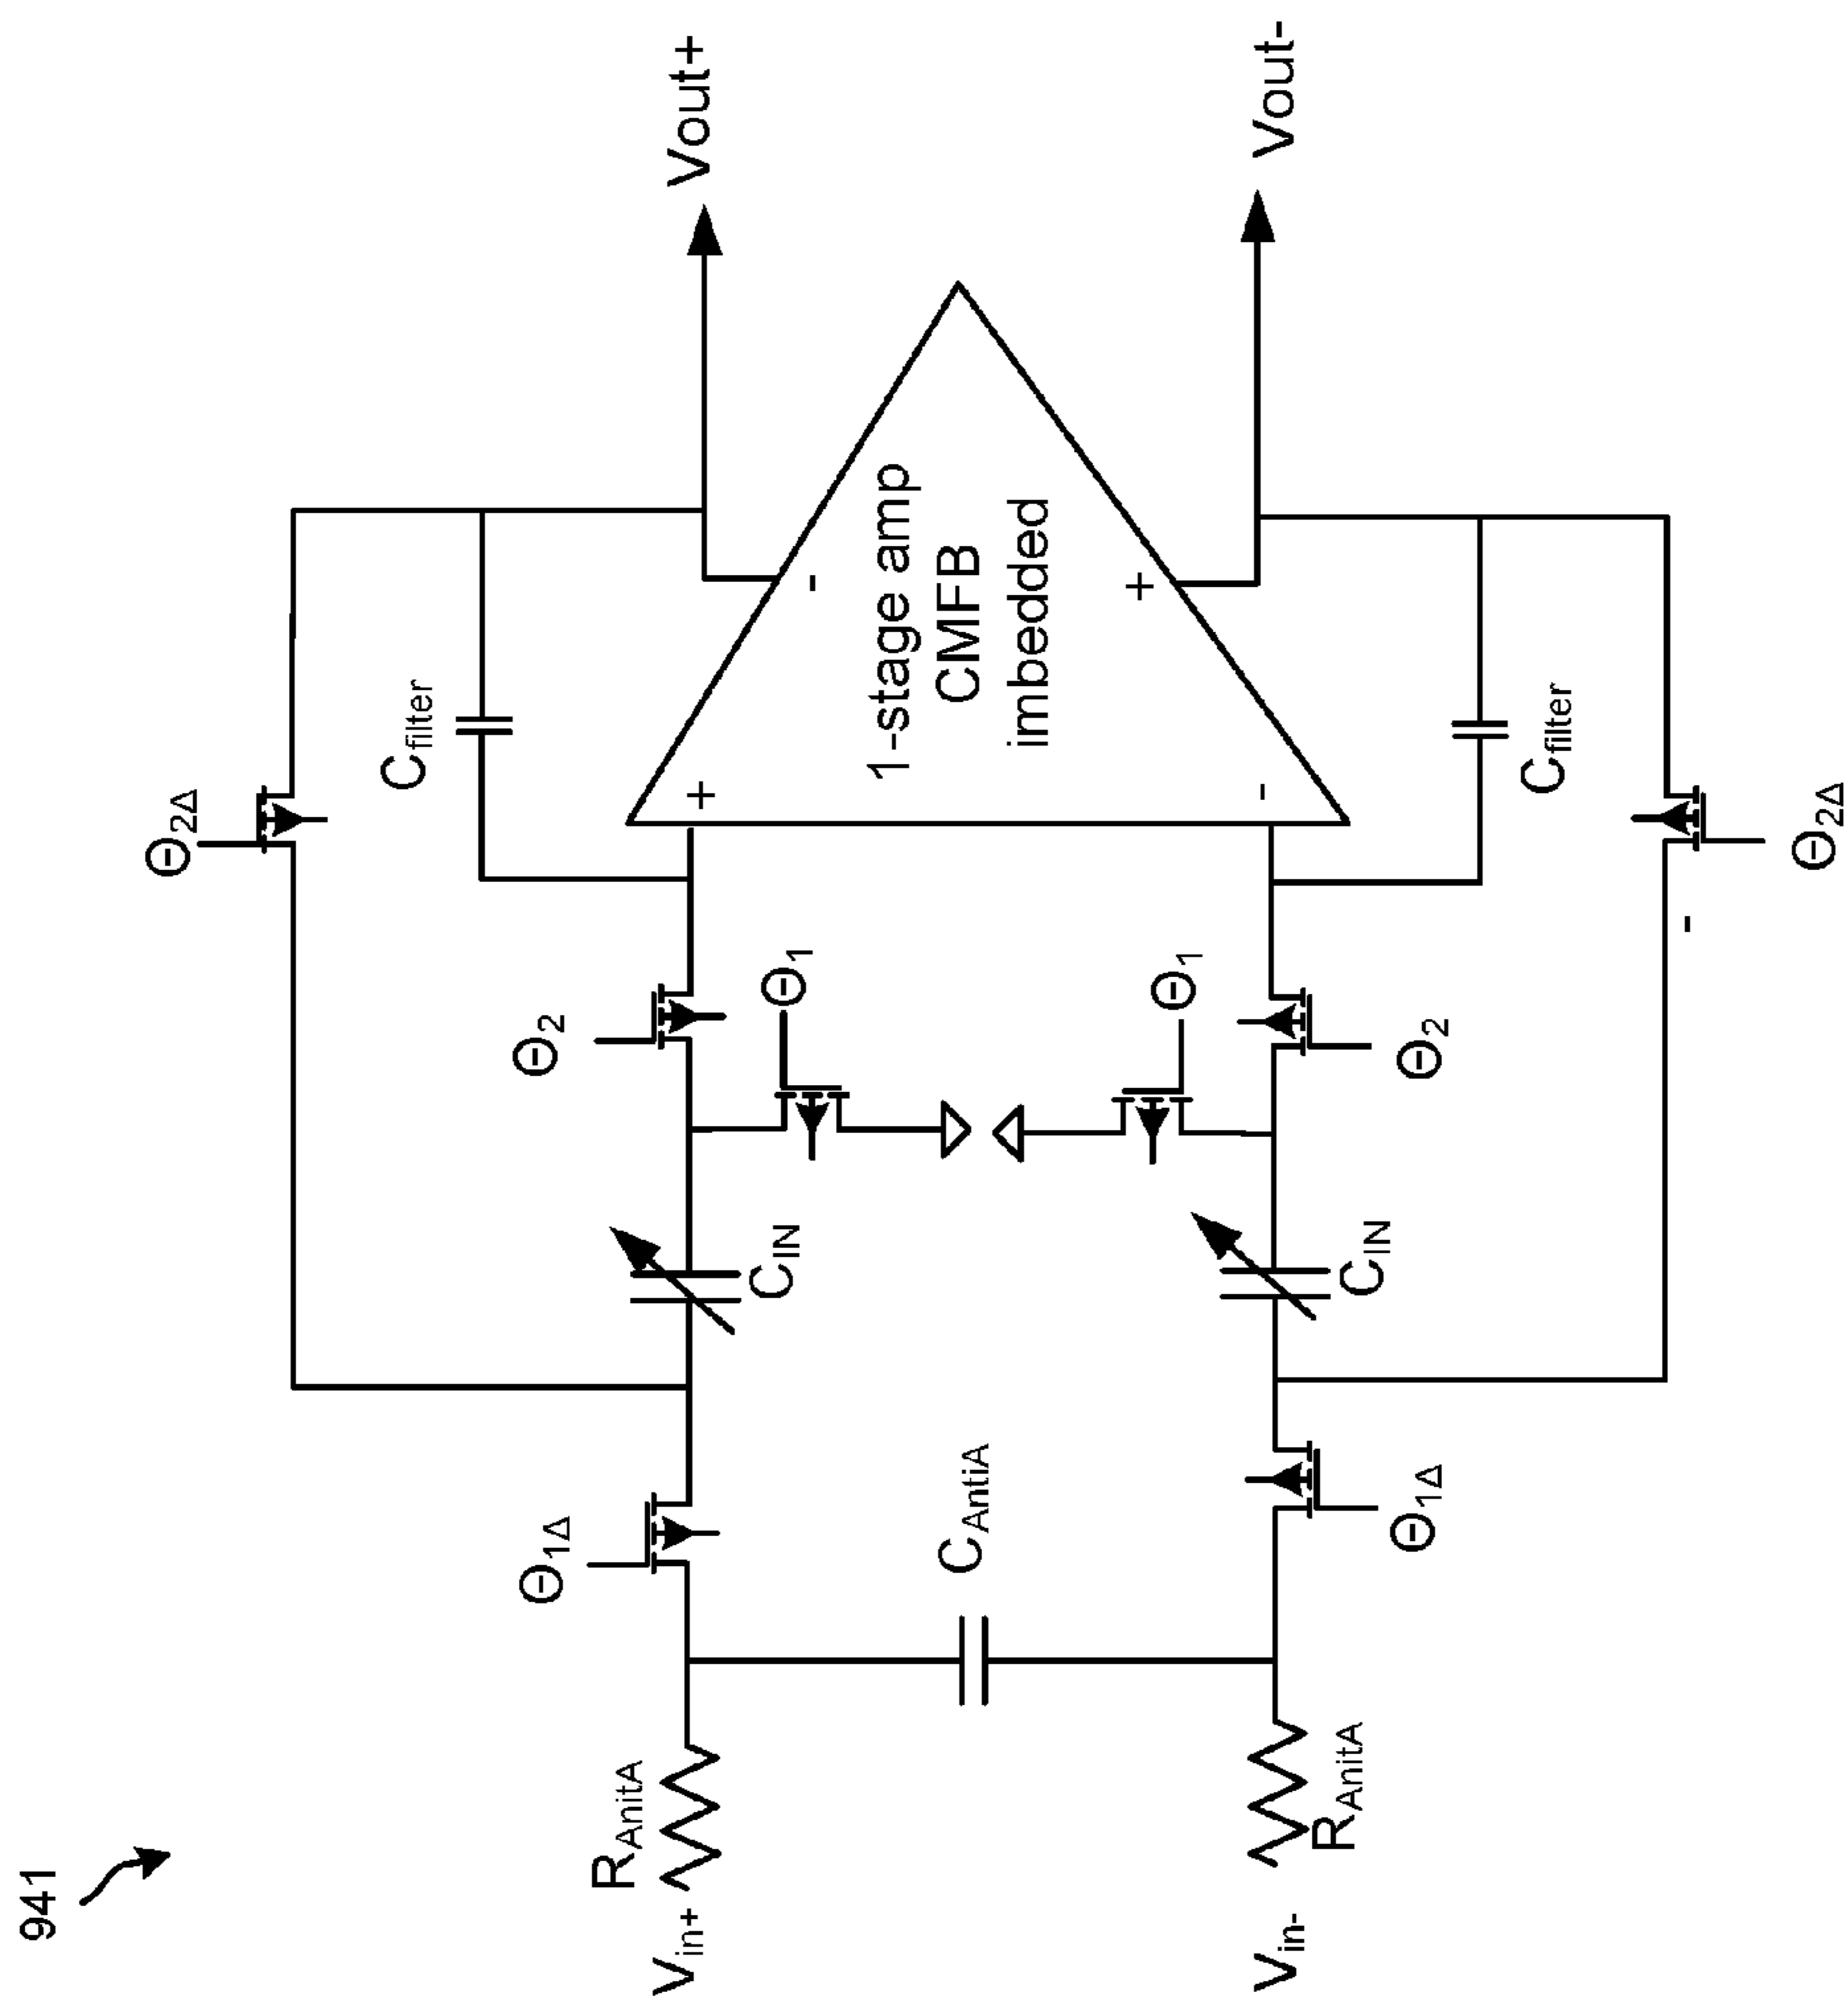 941
Vin+
RAnitA
Θ1Δ
CIN
Θ2
Θ1
Θ2Δ
Cfilter
+
-
1-stage amp
CMFB
imbedded
Vout+
CAntiA
Vin-
RAnitA
Θ1Δ
CIN
Θ2
Θ1
-
+
Cfilter
-
Θ2Δ
Vout-